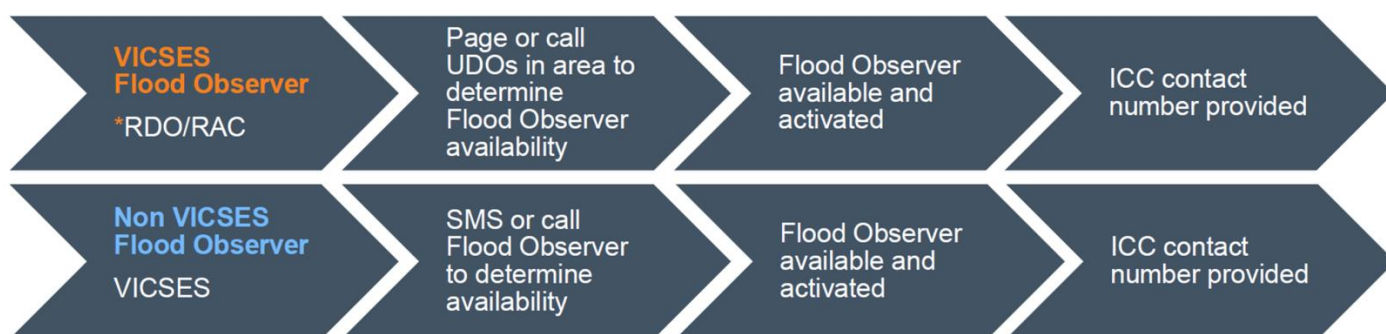 VICSES
Flood Observer
*RDO/RAC
Page or call
UDOs in area to
determine
Flood Observer
availability
Flood Observer
available and
activated
ICC contact
number provided
Non VICSES
Flood Observer
VICSES
SMS or call
Flood Observer
to determine
availability
Flood Observer
available and
activated
ICC contact
number provided